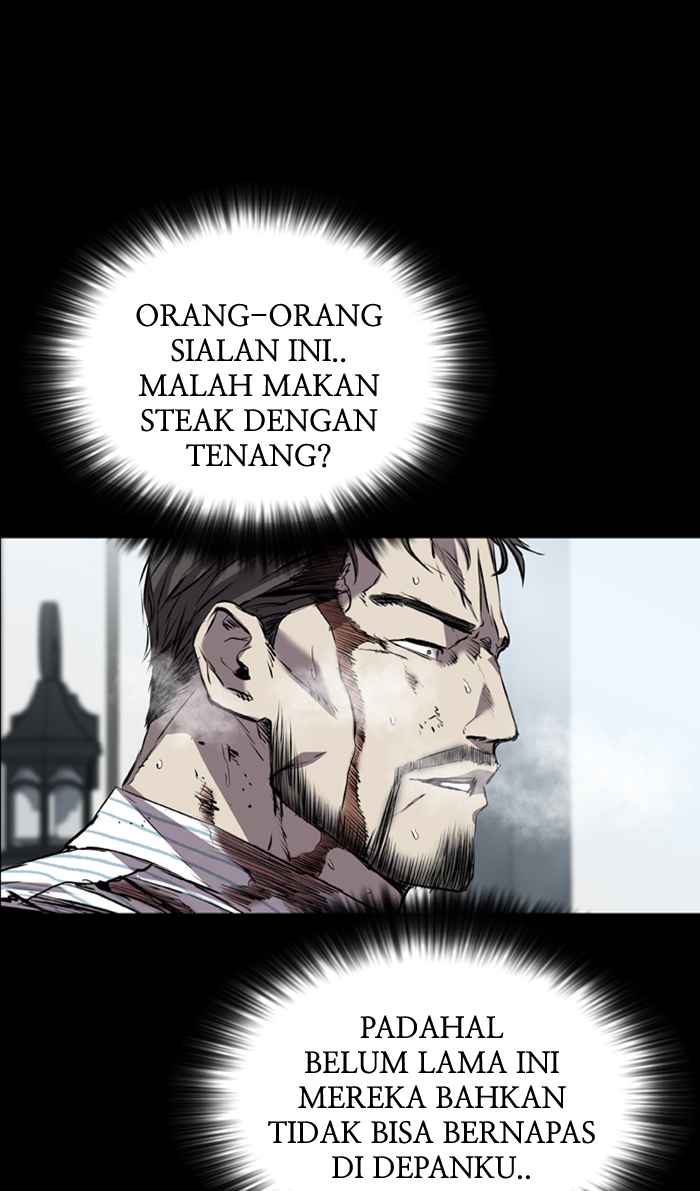 ORANG-ORANG
SIALAN INI..
MALAH MAKAN
STEAK DENGAN
TENANG?
PADAHAL
BELUM LAMA INI
MEREKA BAHKAN
TIDAK BISA BERNAPAS
DI DEPANKU..